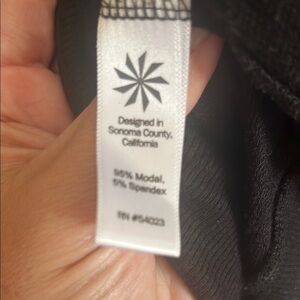 Designed in
Sonoma County,
California
95% Modal,
5% Spandex
RN #54023